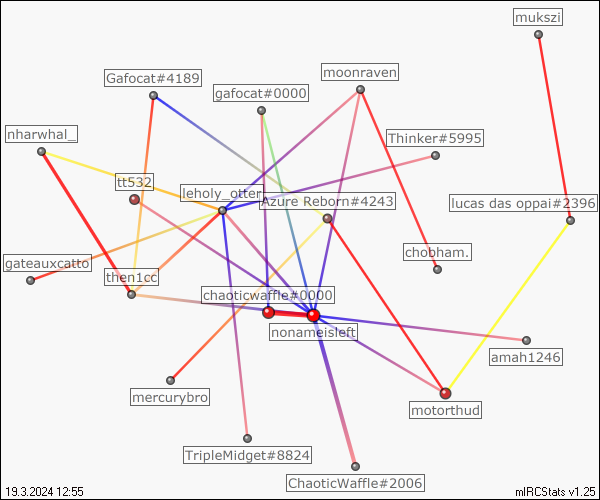 mukszi
Gafocat#4189
moonraven
gafocat#0000
nharwhal_
Thinker#5995
tt532
leholy_otter
Azure Reborn#4243
lucas das oppai#2396
gateauxcatto
then1cc
chobham.
chaoticwaffle#0000
nonameisleft
amah1246
mercurybro
motorthud
TripleMidget#8824
ChaoticWaffle#2006
19.3.2024 12:55
mIRCStats v1.25